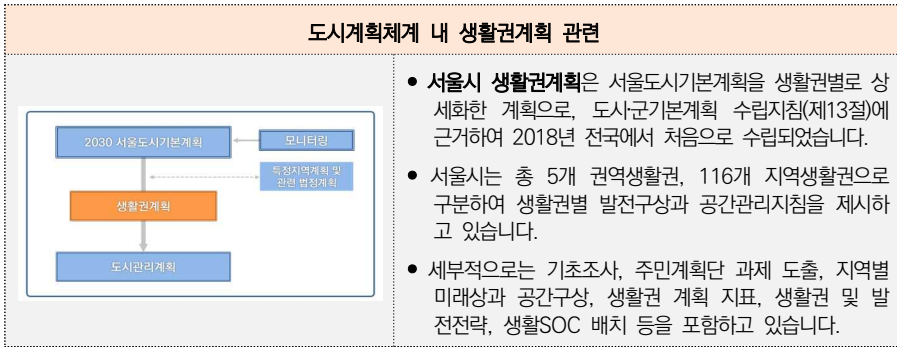 도시계획체계 내 생활권계획 관련
2030 서울도시기본계획
모니터링
특정지역계획 및
관련 법정계획
생활권계획
도시관리계획
• 서울시 생활권계획은 서울도시기본계획을 생활권별로 상
세화한 계획으로, 도시·군기본계획 수립지침(제13절)에
근거하여 2018년 전국에서 처음으로 수립되었습니다.
• 서울시는 총 5개 권역생활권, 116개 지역생활권으로
구분하여 생활권별 발전구상과 공간관리지침을 제시하
고 있습니다.
• 세부적으로는 기초조사, 주민계획단 과제 도출, 지역별
미래상과 공간구상, 생활권 계획 지표, 생활권 및 발
전전략, 생활SOC 배치 등을 포함하고 있습니다.